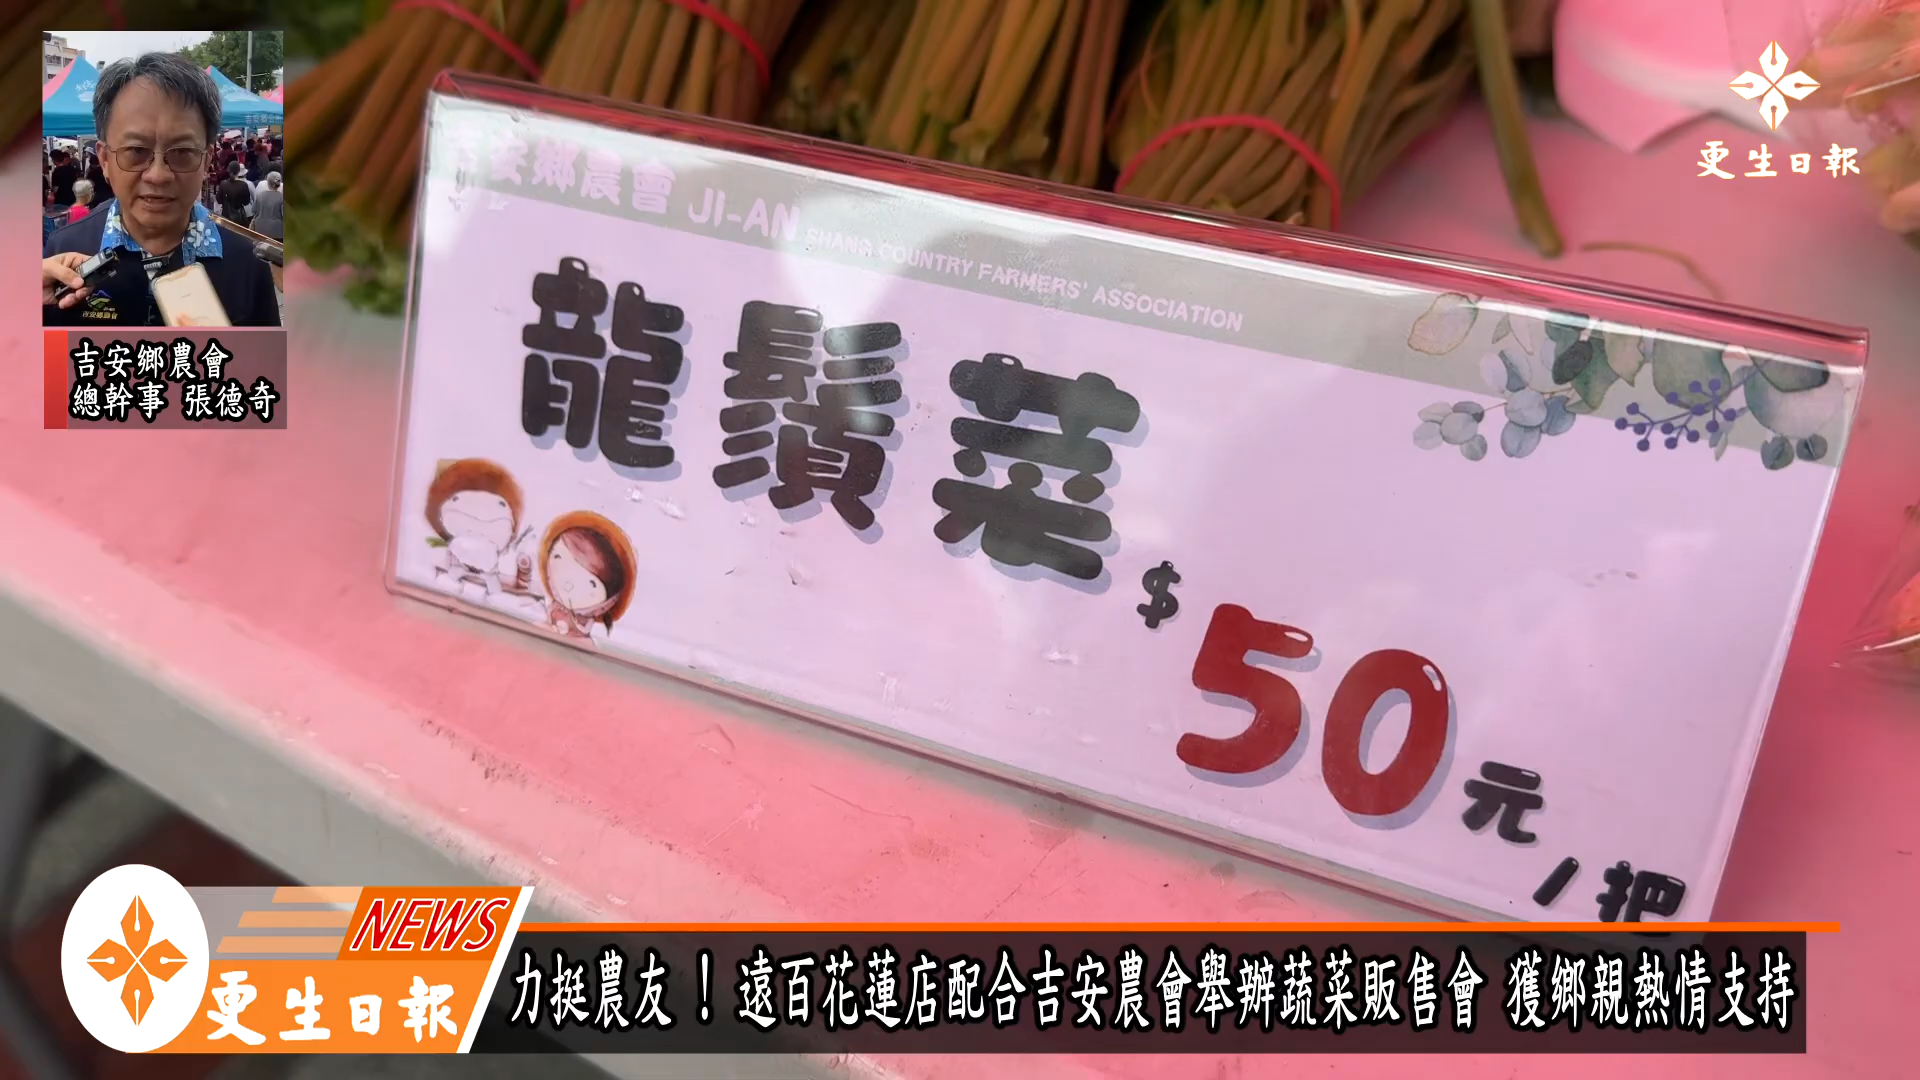 更生日報
吉安鄉農會
總幹事 張德奇
安鄉農會 JI-AN SHANG COUNTRY FARMERS' ASSOCIATION
龍鬚菜
$50元/把
NEWS
更生日報
力挺農友！遠百花蓮店配合吉安農會舉辦蔬菜販售會 獲鄉親熱情支持